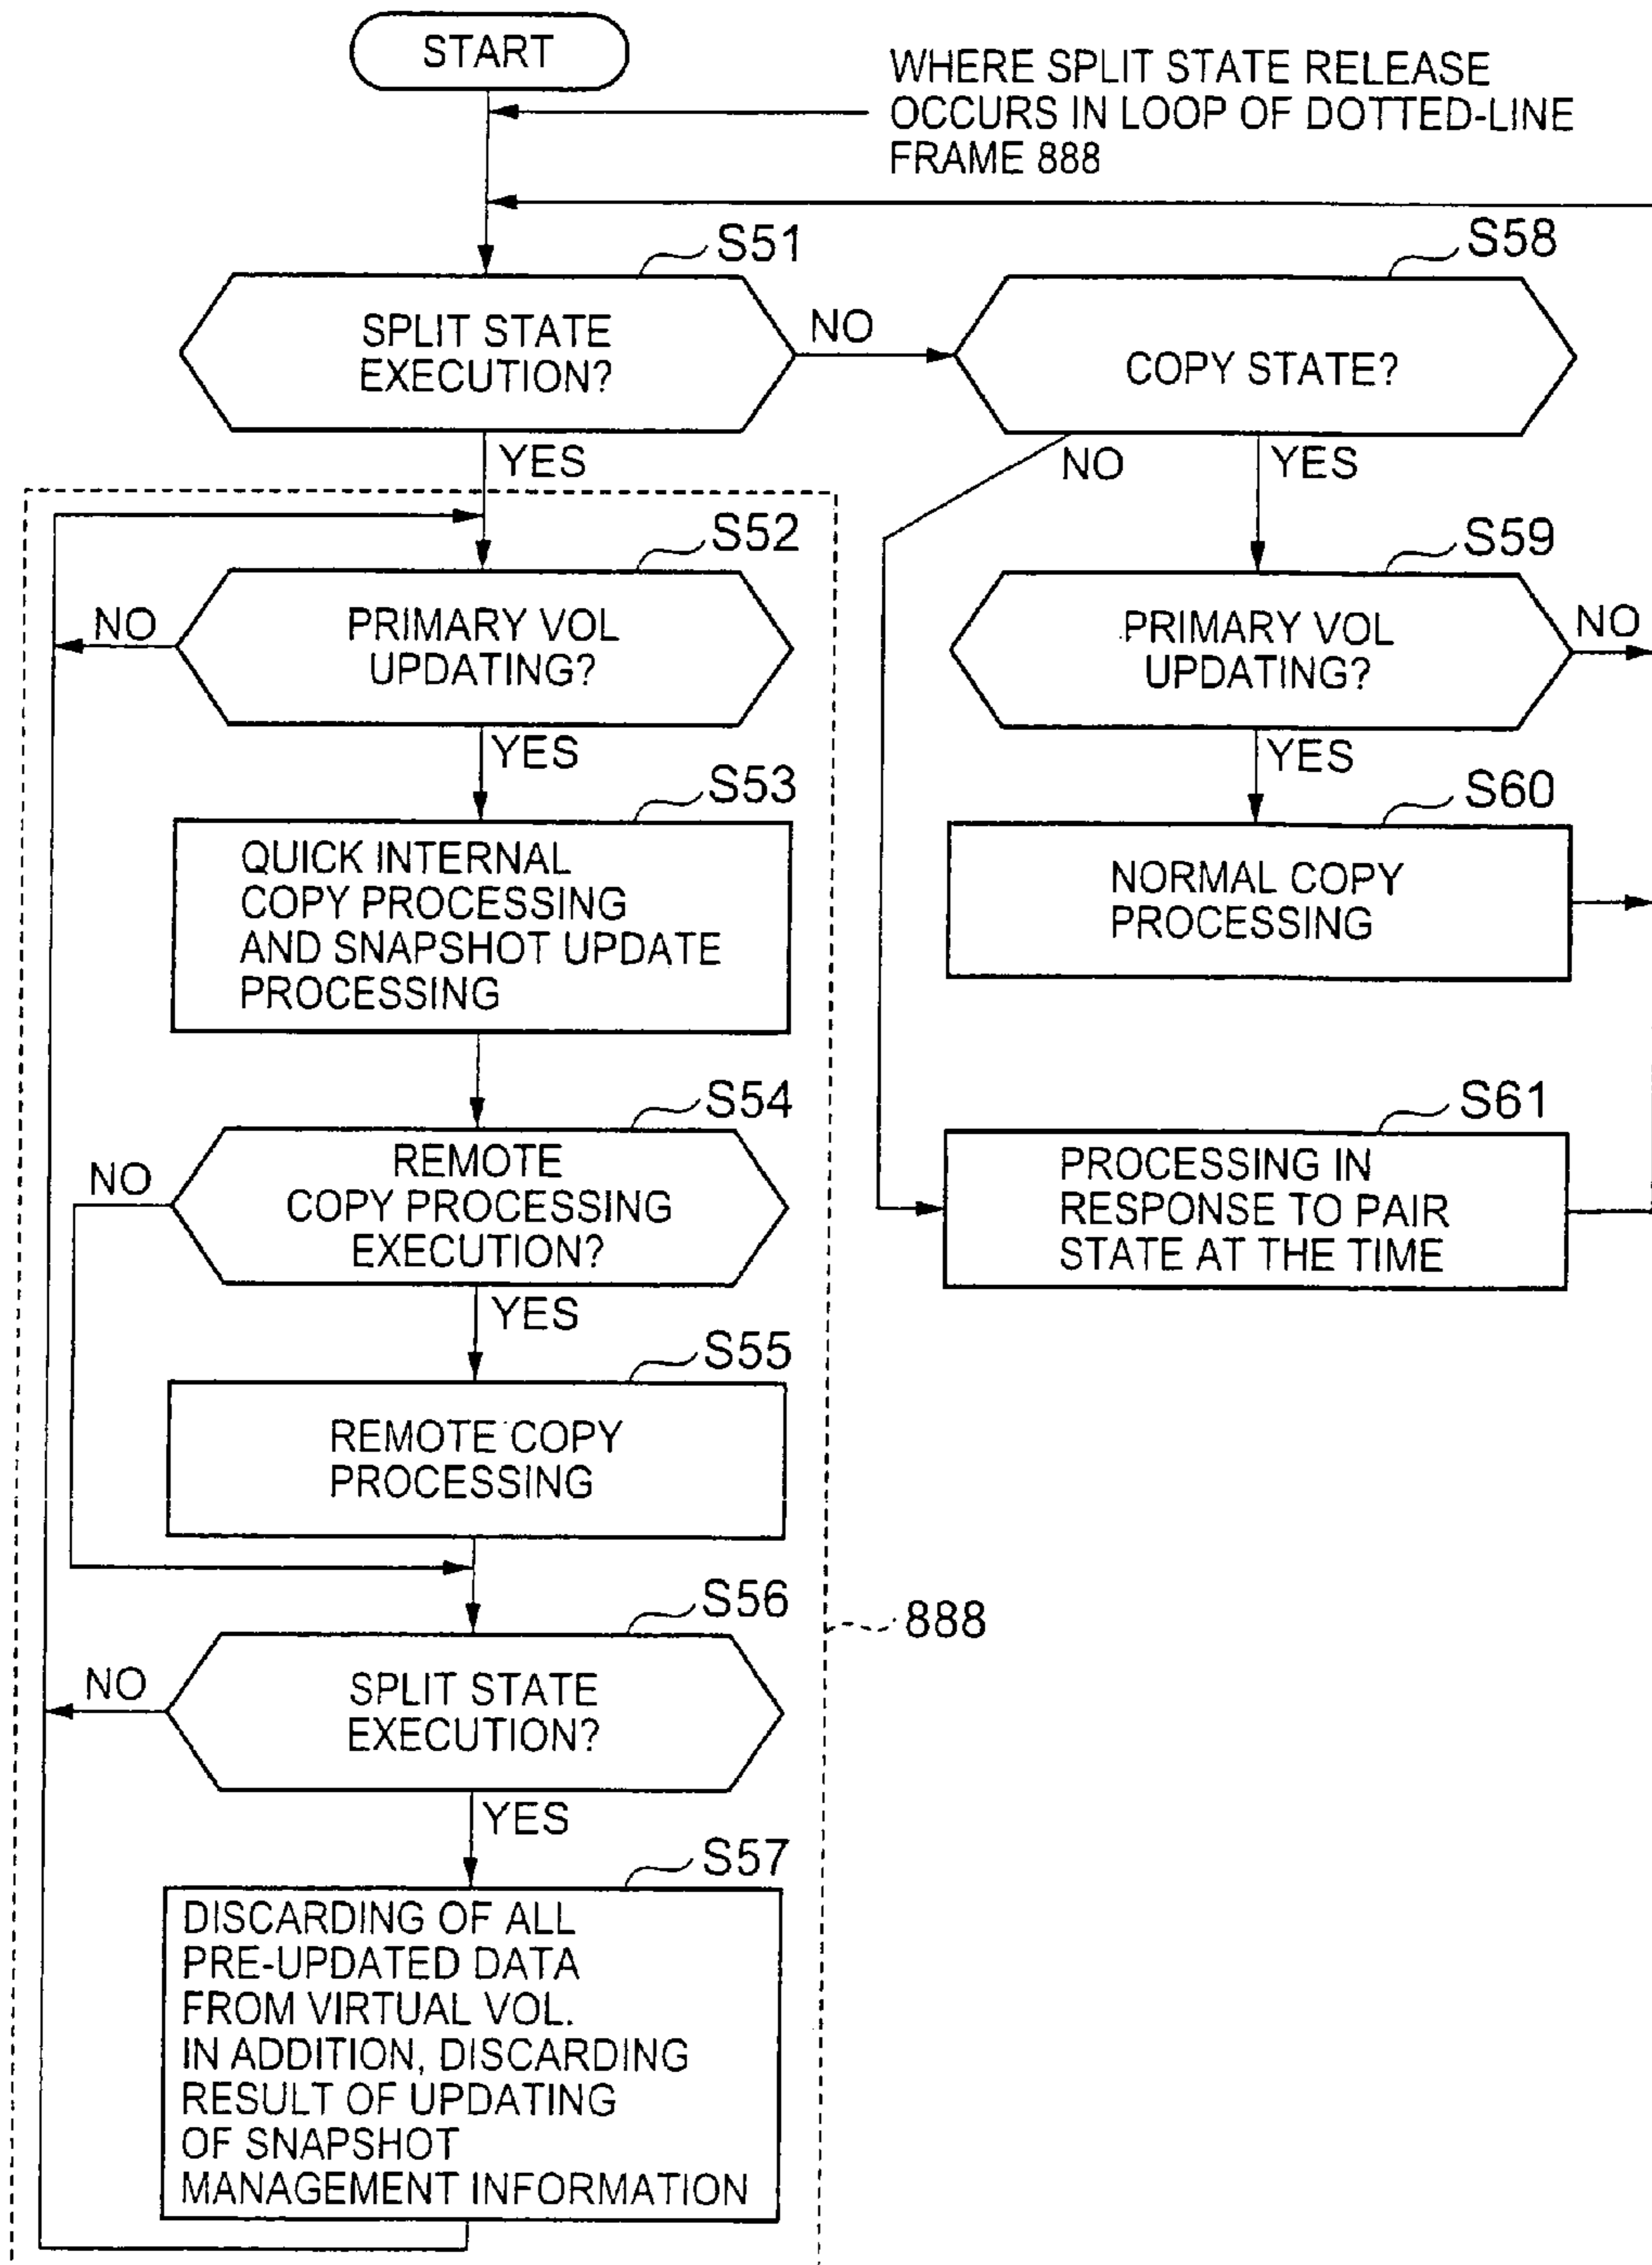 START
WHERE SPLIT STATE RELEASE
OCCURS IN LOOP OF DOTTED-LINE
FRAME 888
S51
SPLIT STATE
EXECUTION?
NO
YES
S58
COPY STATE?
NO
YES
S52
PRIMARY VOL
UPDATING?
NO
YES
S59
PRIMARY VOL
UPDATING?
NO
YES
S53
QUICK INTERNAL
COPY PROCESSING
AND SNAPSHOT UPDATE
PROCESSING
S60
NORMAL COPY
PROCESSING
S54
REMOTE
COPY PROCESSING
EXECUTION?
NO
YES
S61
PROCESSING IN
RESPONSE TO PAIR
STATE AT THE TIME
S55
REMOTE COPY
PROCESSING
S56
SPLIT STATE
EXECUTION?
NO
YES
888
S57
DISCARDING OF ALL
PRE-UPDATED DATA
FROM VIRTUAL VOL.
IN ADDITION, DISCARDING
RESULT OF UPDATING
OF SNAPSHOT
MANAGEMENT INFORMATION